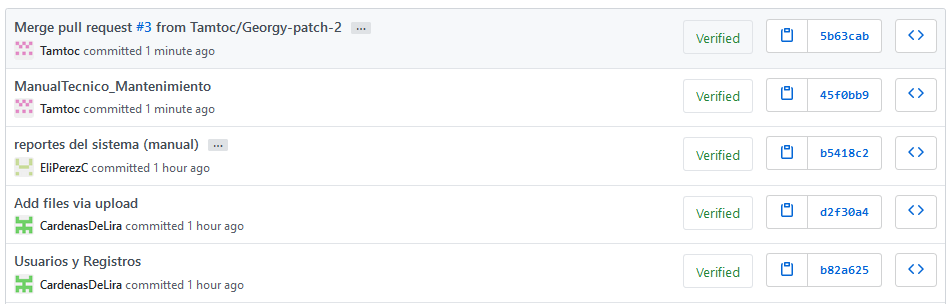 Merge pull request #3 from Tamtoc/Georgy-patch-2 ...
Tamtoc committed 1 minute ago
Verified
5b63cab
ManualTecnico_Mantenimiento
Tamtoc committed 1 minute ago
Verified
45f0bb9
reportes del sistema (manual) ...
EliPerezC committed 1 hour ago
Verified
b5418c2
Add files via upload
CardenasDeLira committed 1 hour ago
Verified
d2f30a4
Usuarios y Registros
CardenasDeLira committed 1 hour ago
Verified
b82a625